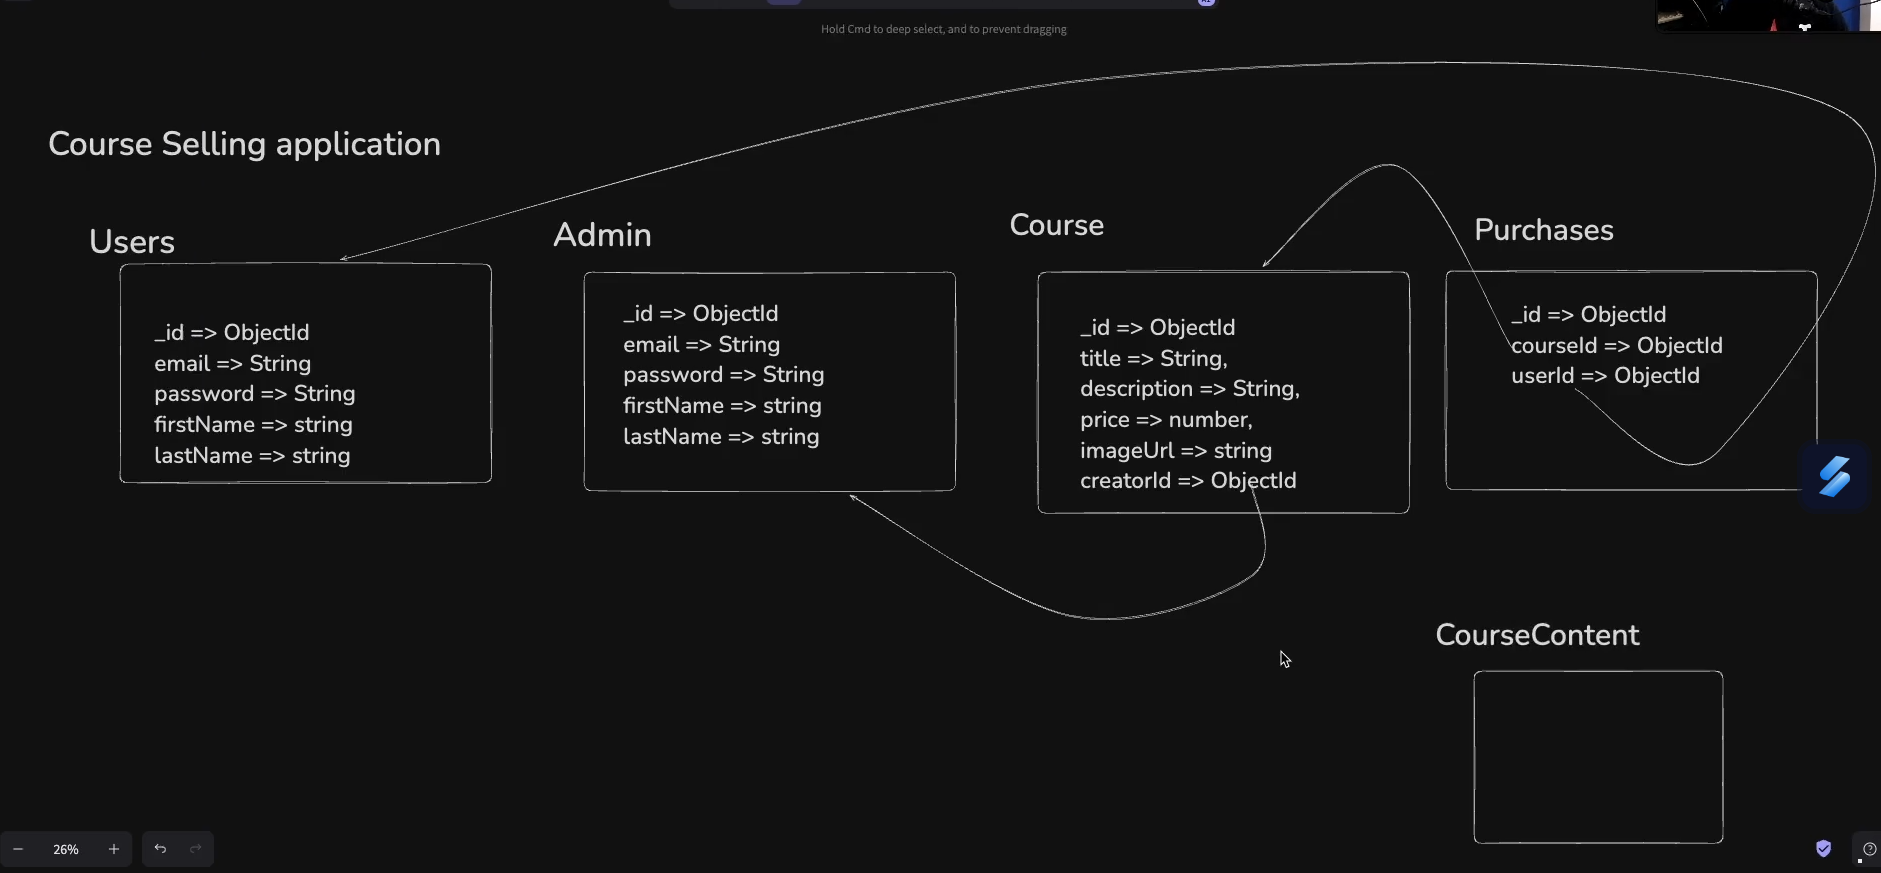 Hold Cmd to deep select, and to prevent dragging
Course Selling application
Users
_id => ObjectId
email => String
password => String
firstName => string
lastName => string
Admin
_id => ObjectId
email => String
password => String
firstName => string
lastName => string
Course
_id => ObjectId
title => String,
description => String,
price => number,
imageUrl => string
creatorId => ObjectId
Purchases
_id => ObjectId
courseId => ObjectId
userId => ObjectId
CourseContent
26%